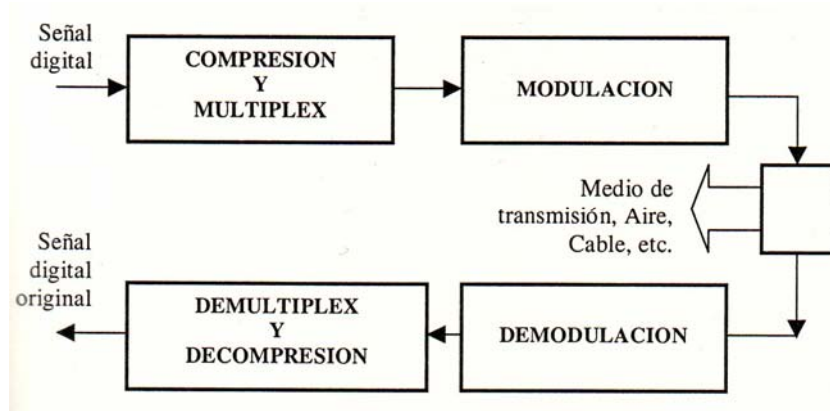 Señal
digital
COMPRESION
Y
MULTIPLEX
MODULACION
Medio de
transmisión, Aire,
Cable, etc.
Señal
digital
original
DEMULTIPLEX
Y
DECOMPRESION
DEMODULACION